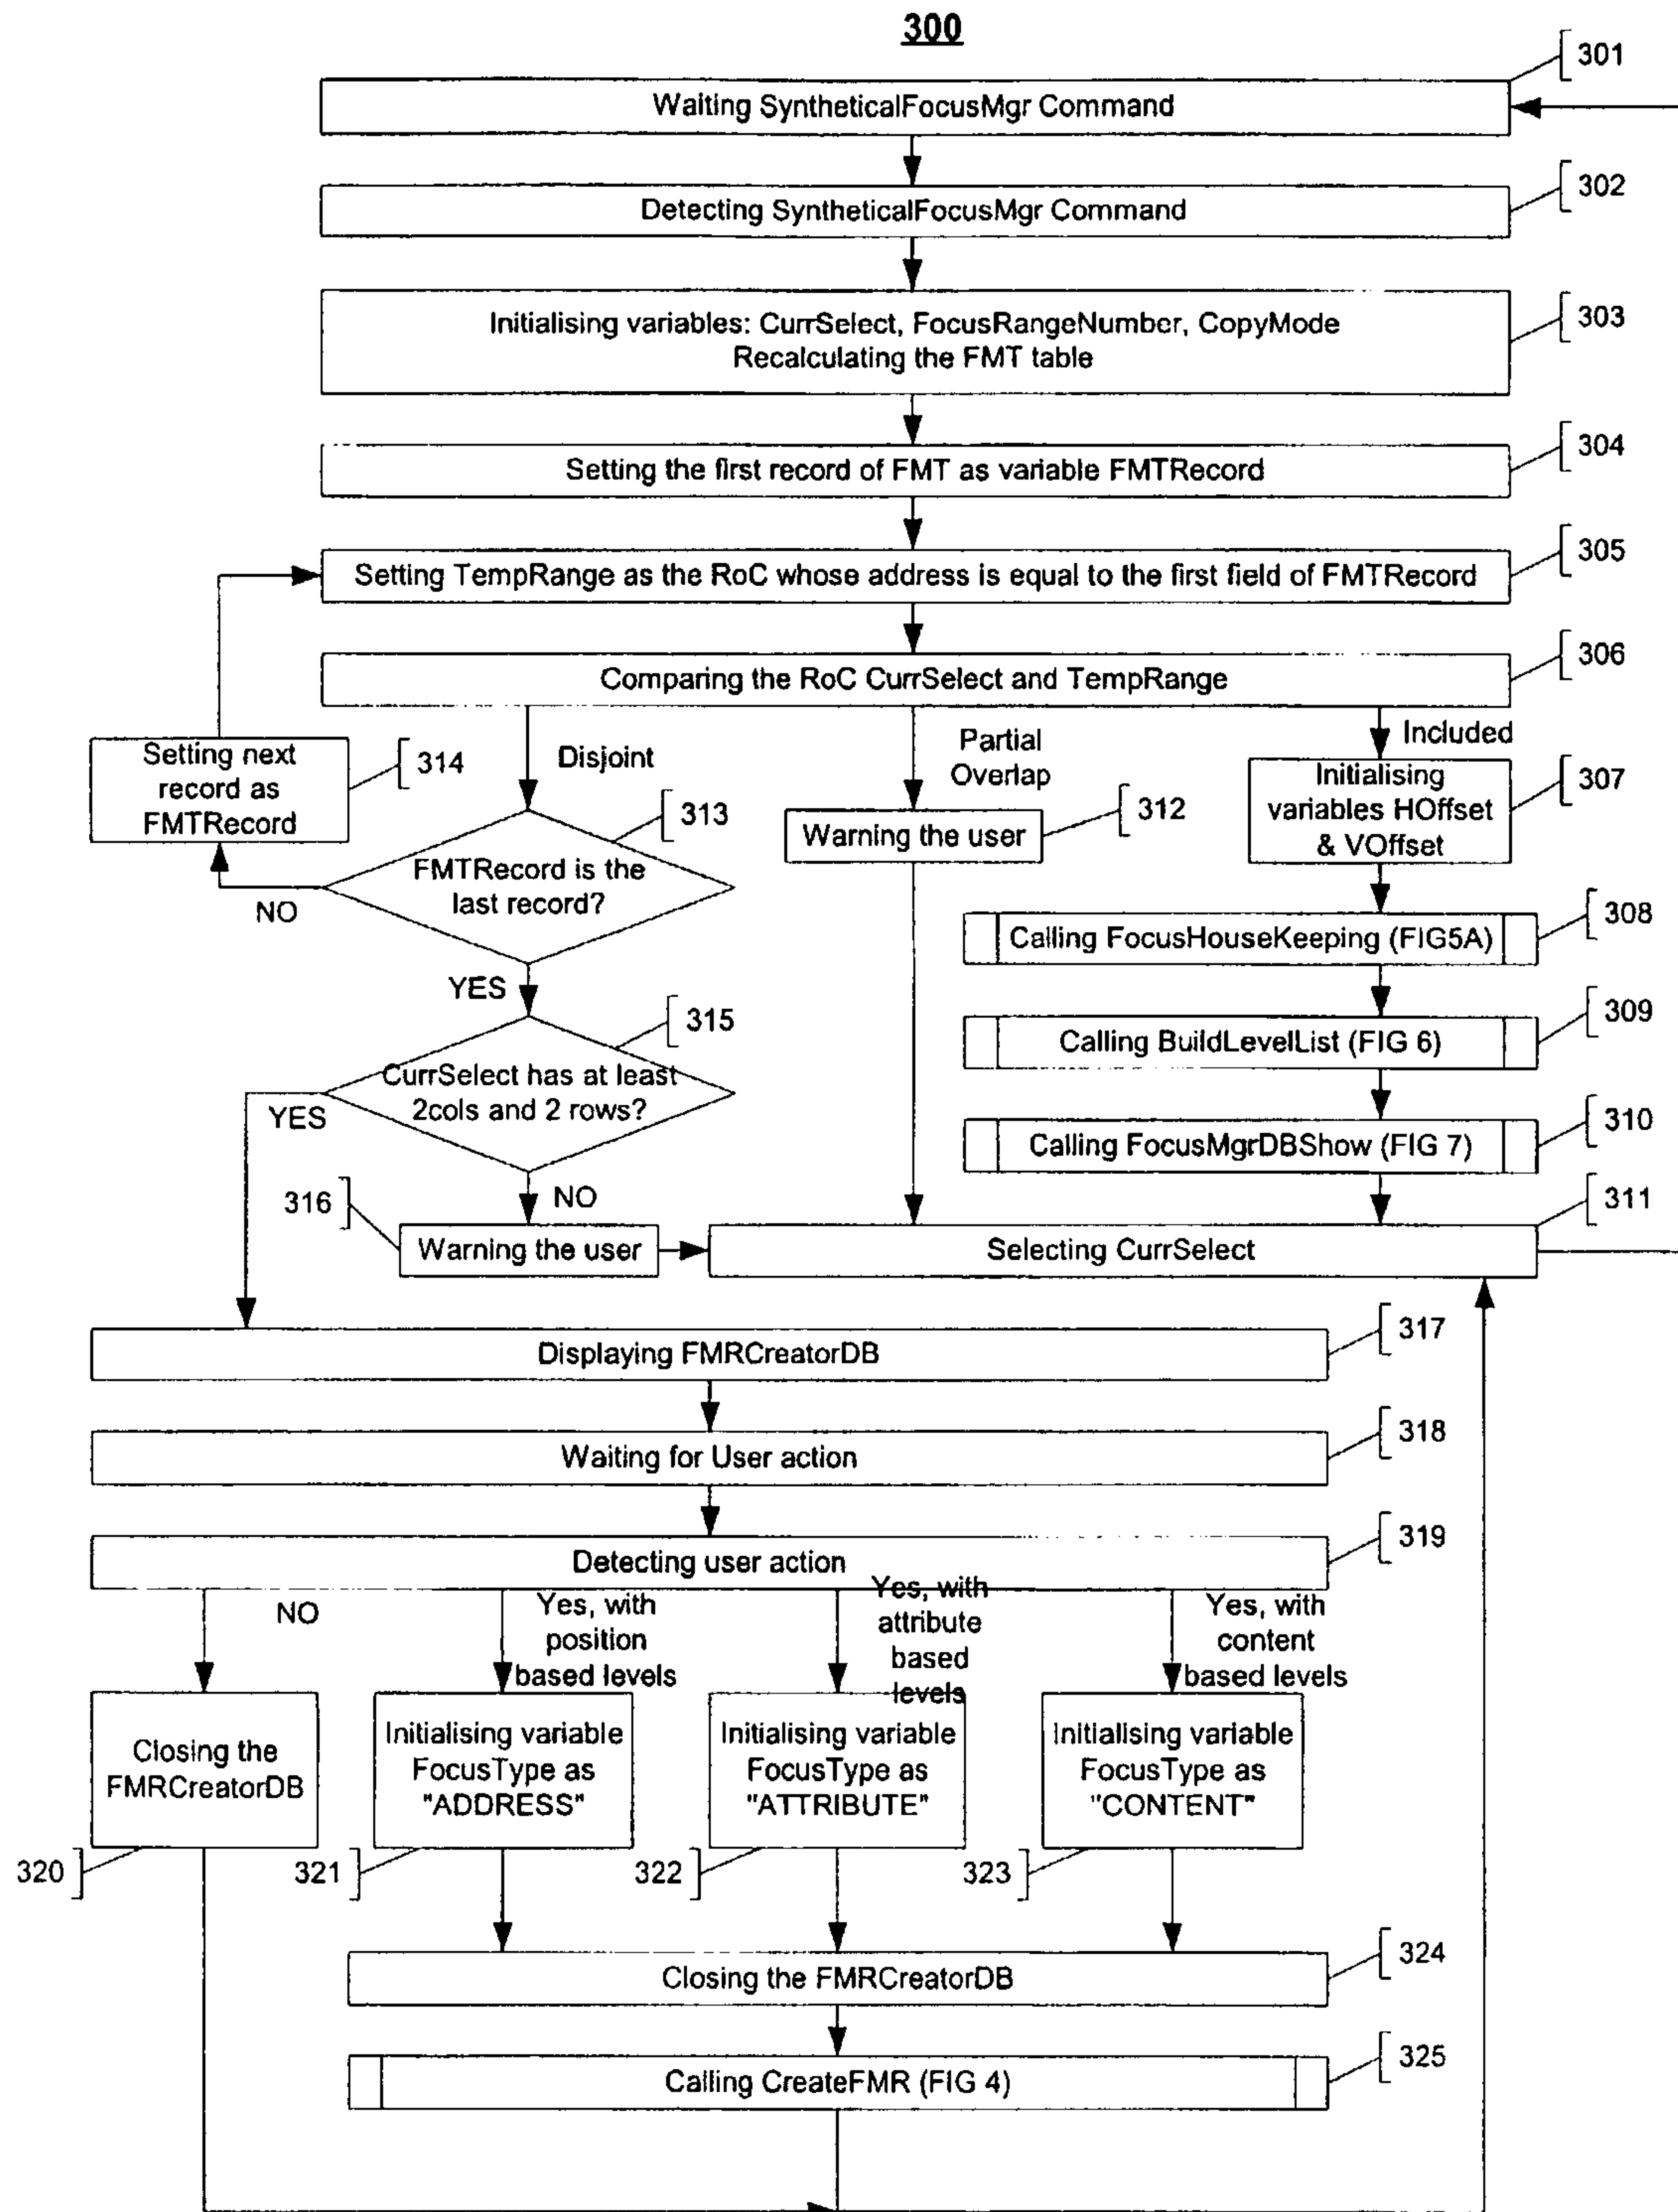 300
301
Waiting SyntheticalFocusMgr Command
302
Detecting SyntheticalFocusMgr Command
303
Initialising variables: CurrSelect, FocusRangeNumber, CopyMode
Recalculating the FMT table
304
Setting the first record of FMT as variable FMTRecord
305
Setting TempRange as the RoC whose address is equal to the first field of FMTRecord
306
Comparing the RoC CurrSelect and TempRange
Setting next
record as
FMTRecord
314
Disjoint
Partial
Overlap
Included
Initialising
variables HOffset
& VOffset
307
313
312
Warning the user
FMTRecord is the
last record?
NO
308
Calling FocusHouseKeeping (FIG5A)
YES
309
Calling BuildLevelList (FIG 6)
315
CurrSelect has at least
2cols and 2 rows?
YES
310
Calling FocusMgrDBShow (FIG 7)
316
NO
311
Warning the user
Selecting CurrSelect
317
Displaying FMRCreatorDB
318
Waiting for User action
319
Detecting user action
NO
Yes, with
position
based levels
Yes, with
attribute
based
levels
Yes, with
content
based levels
Closing the
FMRCreatorDB
Initialising variable
FocusType as
"ADDRESS"
Initialising variable
FocusType as
"ATTRIBUTE"
Initialising variable
FocusType as
"CONTENT"
320
321
322
323
324
Closing the FMRCreatorDB
325
Calling CreateFMR (FIG 4)